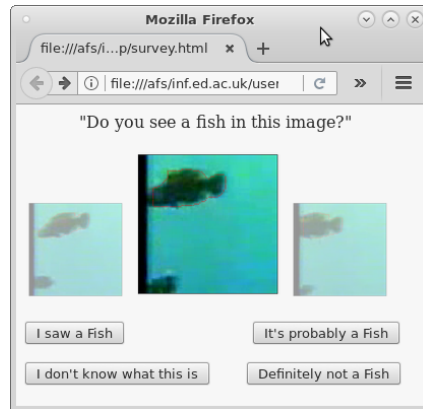 Mozilla Firefox
file:///afs/i...p/survey.html
file:///afs/inf.ed.ac.uk/user
"Do you see a fish in this image?"
I saw a Fish
It's probably a Fish
I don't know what this is
Definitely not a Fish